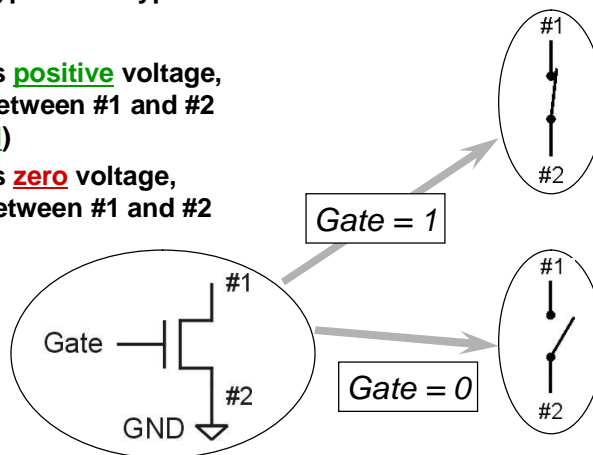 s positive voltage,
etween #1 and #2
)
s zero voltage,
etween #1 and #2
#1
#2
Gate = 1
#1
Gate
#2
GND
Gate = 0
#1
#2